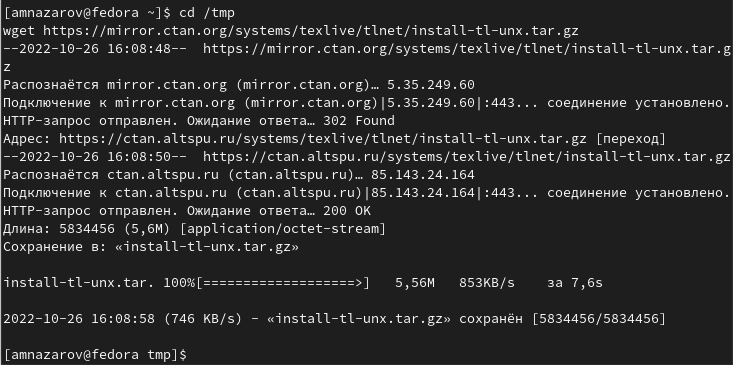 [amnazarov@fedora ~]$ cd /tmp
wget https://mirror.ctan.org/systems/texlive/tlnet/install-tl-unx.tar.gz
--2022-10-26 16:08:48--  https://mirror.ctan.org/systems/texlive/tlnet/install-tl-unx.tar.g
z
Распознаётся mirror.ctan.org (mirror.ctan.org)… 5.35.249.60
Подключение к mirror.ctan.org (mirror.ctan.org)|5.35.249.60|:443... соединение установлено.
HTTP-запрос отправлен. Ожидание ответа… 302 Found
Адрес: https://ctan.altspu.ru/systems/texlive/tlnet/install-tl-unx.tar.gz [переход]
--2022-10-26 16:08:50--  https://ctan.altspu.ru/systems/texlive/tlnet/install-tl-unx.tar.gz
Распознаётся ctan.altspu.ru (ctan.altspu.ru)… 85.143.24.164
Подключение к ctan.altspu.ru (ctan.altspu.ru)|85.143.24.164|:443... соединение установлено.
HTTP-запрос отправлен. Ожидание ответа… 200 OK
Длина: 5834456 (5,6M) [application/octet-stream]
Сохранение в: «install-tl-unx.tar.gz»
install-tl-unx.tar. 100%[===================>]   5,56M   853KB/s    за 7,6s
2022-10-26 16:08:58 (746 KB/s) - «install-tl-unx.tar.gz» сохранён [5834456/5834456]
[amnazarov@fedora tmp]$